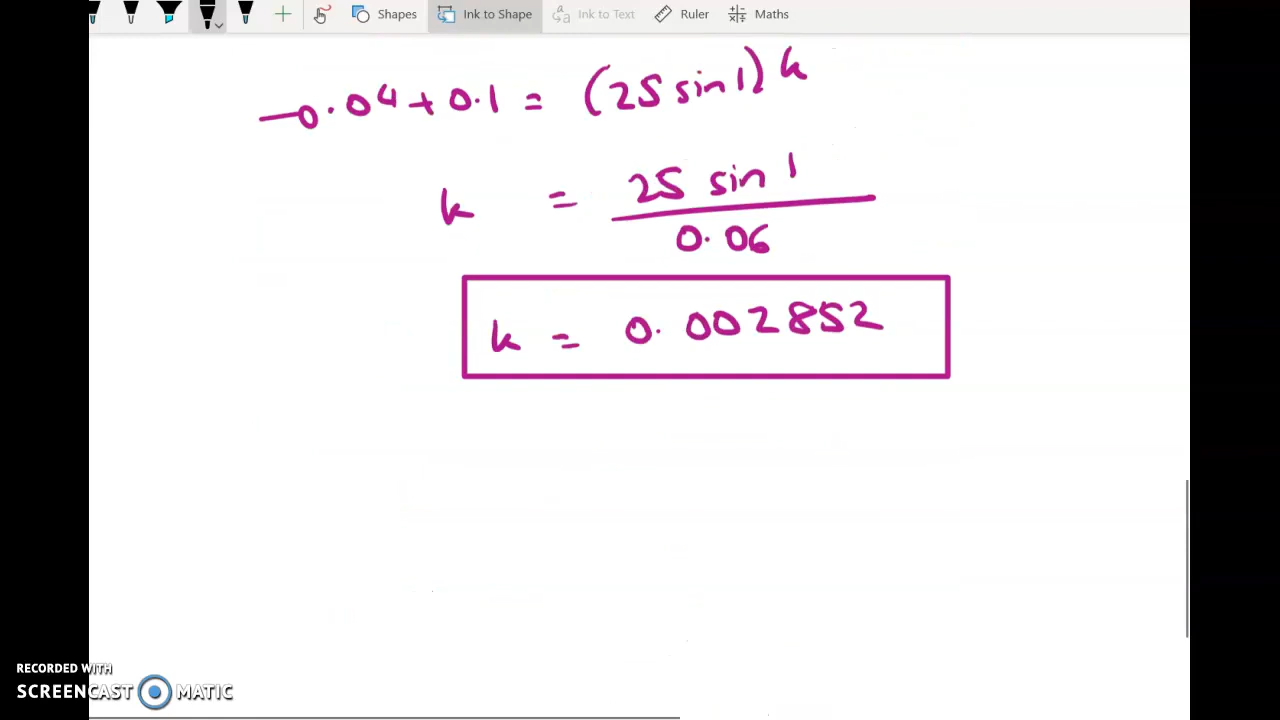 Shapes Ink to Shape Ink to Text Ruler Maths
-0.04 + 0.1 = (25 sin 1) k
k = 25 sin 1
0.06
k = 0.002852
RECORDED WITH
SCREENCAST MATIC